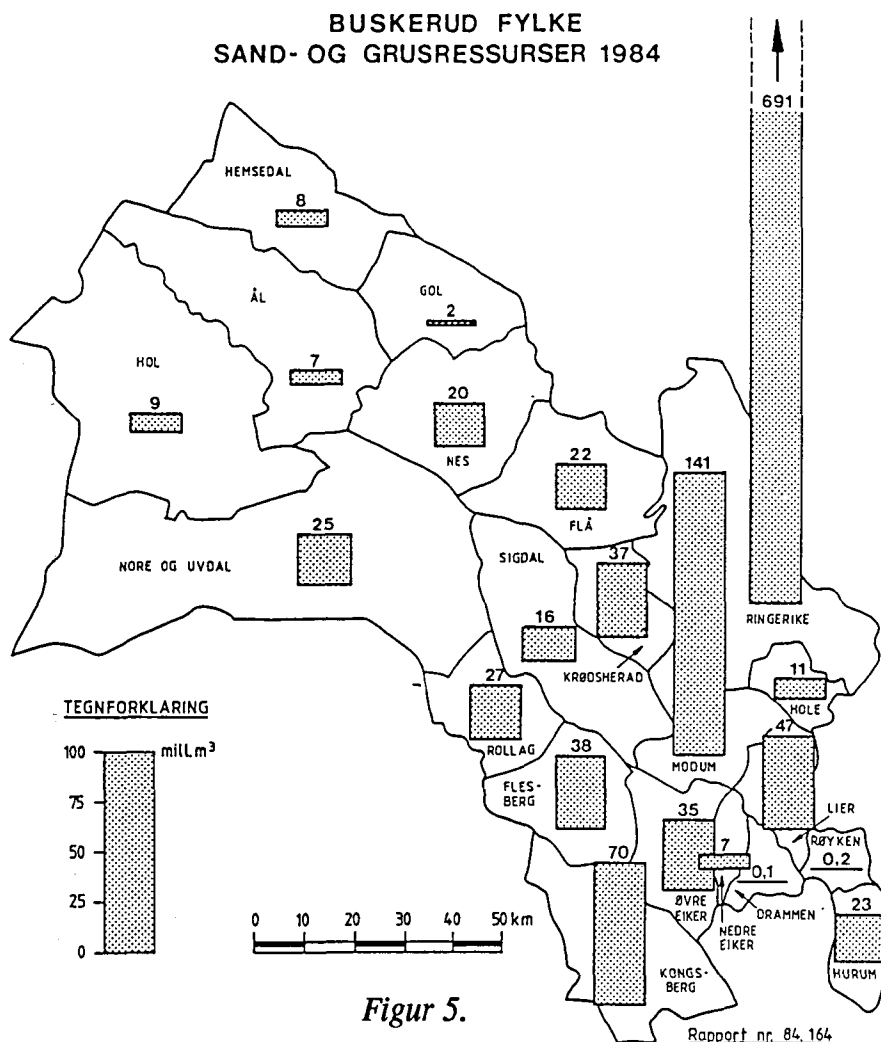 BUSKERUD FYLKE
SAND- OG GRUSRESSURSER 1984
691
HEMSEDAL
8
ÅL
GOL
2
HOL
7
9
20
NES
141
22
FLÅ
25
NORE OG UVDAL
SIGDAL
37
16
KRØDSHERAD
RINGERIKE
11
HOLE
27
ROLLAG
TEGNFORKLARING
100
mill.m³
75
50
25
0
38
FLES-
BERG
MODUM
47
LIER
RØYKEN
0,2
35
7
0,1
70
ØVRE
EIKER
NEDRE
EIKER
DRAMMEN
23
HURUM
KONGS-
BERG
0 10 20 30 40 50 km
Figur 5.
Rapport nr. 84.164